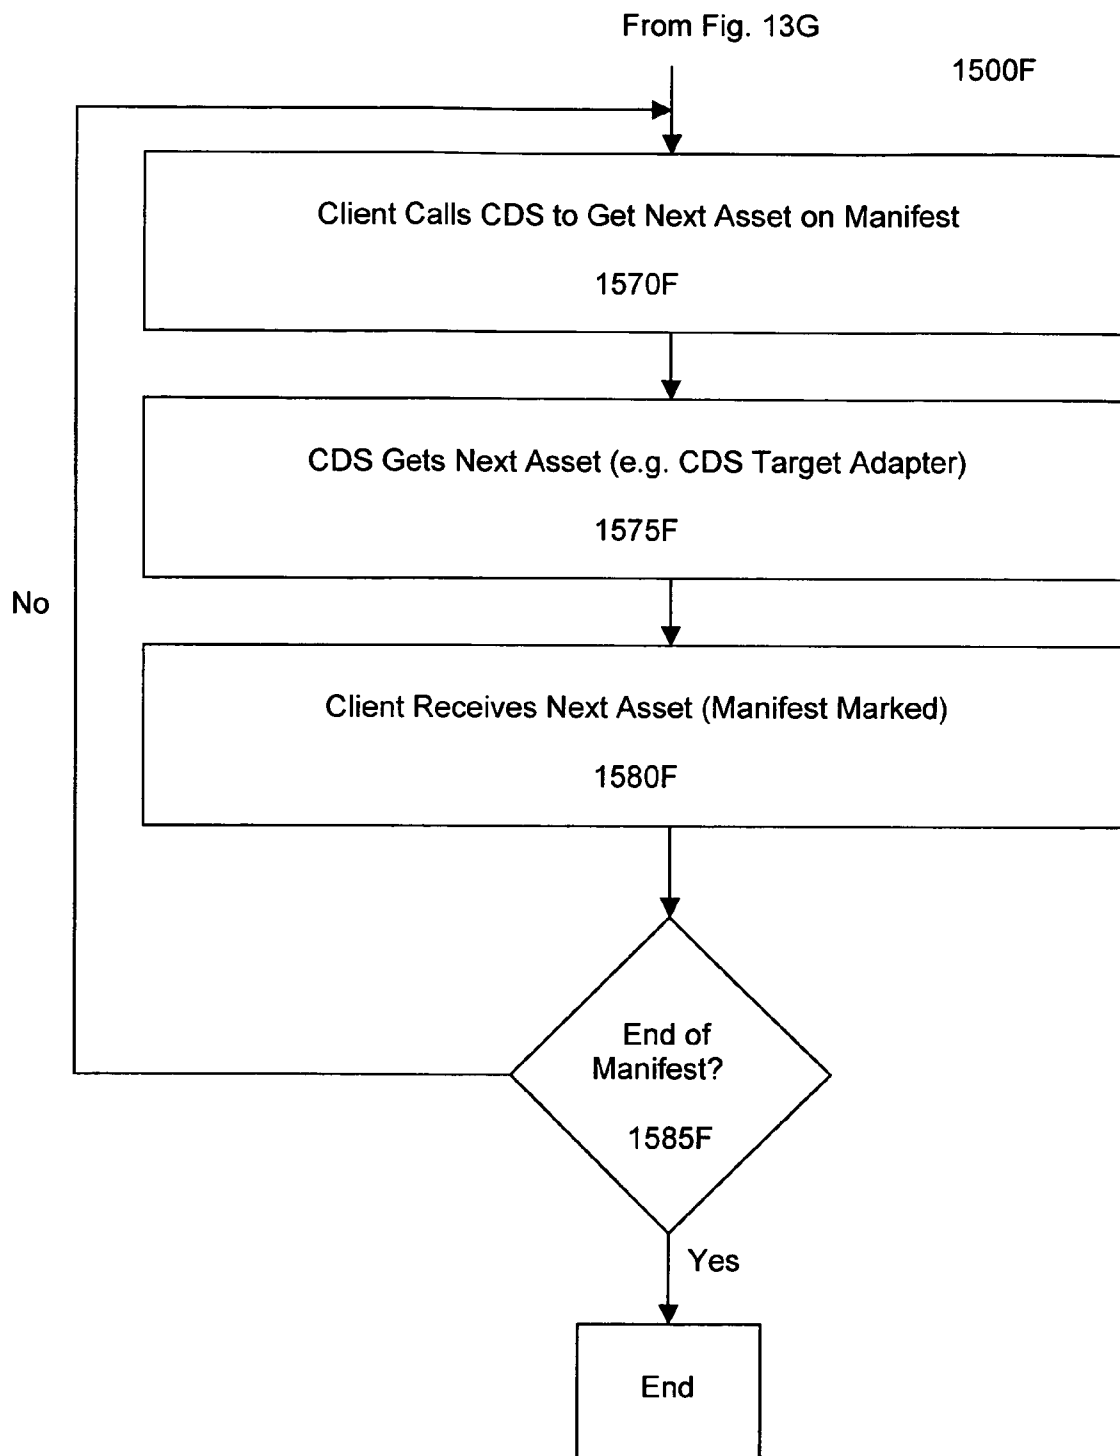 From Fig. 13G
1500F
Client Calls CDS to Get Next Asset on Manifest
1570F
CDS Gets Next Asset (e.g. CDS Target Adapter)
1575F
No
Client Receives Next Asset (Manifest Marked)
1580F
End of
Manifest?
1585F
Yes
End